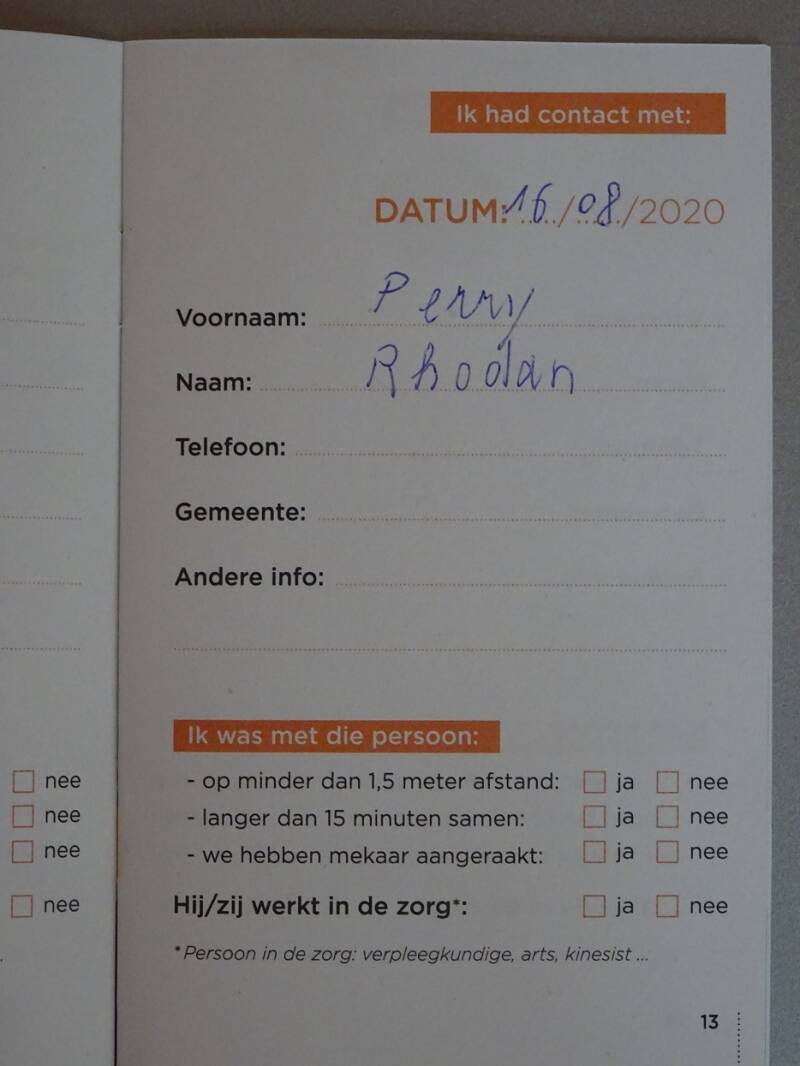 Ik had contact met:
DATUM: 16/08/2020
Voornaam: Perry
Naam: Rhodan
Telefoon:
Gemeente:
Andere info:
Ik was met die persoon:
- op minder dan 1,5 meter afstand: ja nee
- langer dan 15 minuten samen: ja nee
- we hebben mekaar aangeraakt: ja nee
Hij/zij werkt in de zorg*: ja nee
*Persoon in de zorg: verpleegkundige, arts, kinesist ...
13
nee
nee
nee
nee